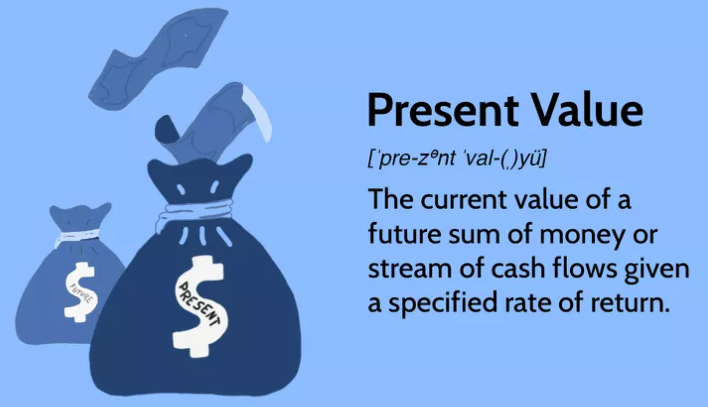 Present Value
[ˈpre-zᵊnt ˈval-(ˌ)yü]
The current value of a
future sum of money or
stream of cash flows given
a specified rate of return.
FUTURE
PRESENT